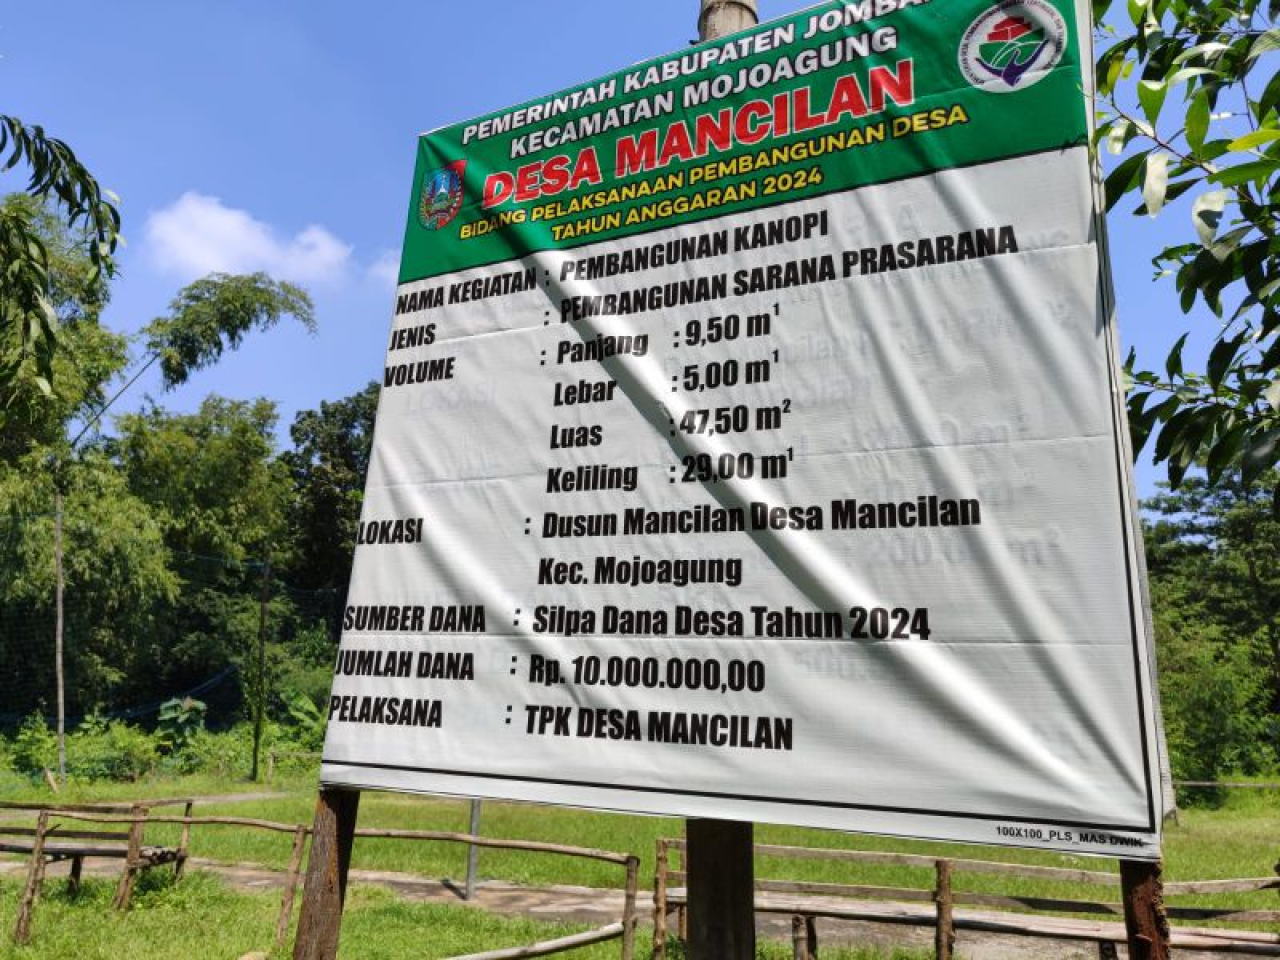 PEMERINTAH KABUPATEN JOMBA
KECAMATAN MOJOAGUNG
DESA MANCILAN
BIDANG PELAKSANAAN PEMBANGUNAN DESA
TAHUN ANGGARAN 2024
NAMA KEGIATAN : PEMBANGUNAN KANOPI
JENIS : PEMBANGUNAN SARANA PRASARANA
VOLUME : Panjang : 9,50 m¹
Lebar : 5,00 m¹
Luas : 47,50 m²
Keliling : 29,00 m¹
LOKASI : Dusun Mancilan Desa Mancilan
Kec. Mojoagung
SUMBER DANA : Silpa Dana Desa Tahun 2024
JUMLAH DANA : Rp. 10.000.000,00
PELAKSANA : TPK DESA MANCILAN
100X100_PLS_MAS DWIK